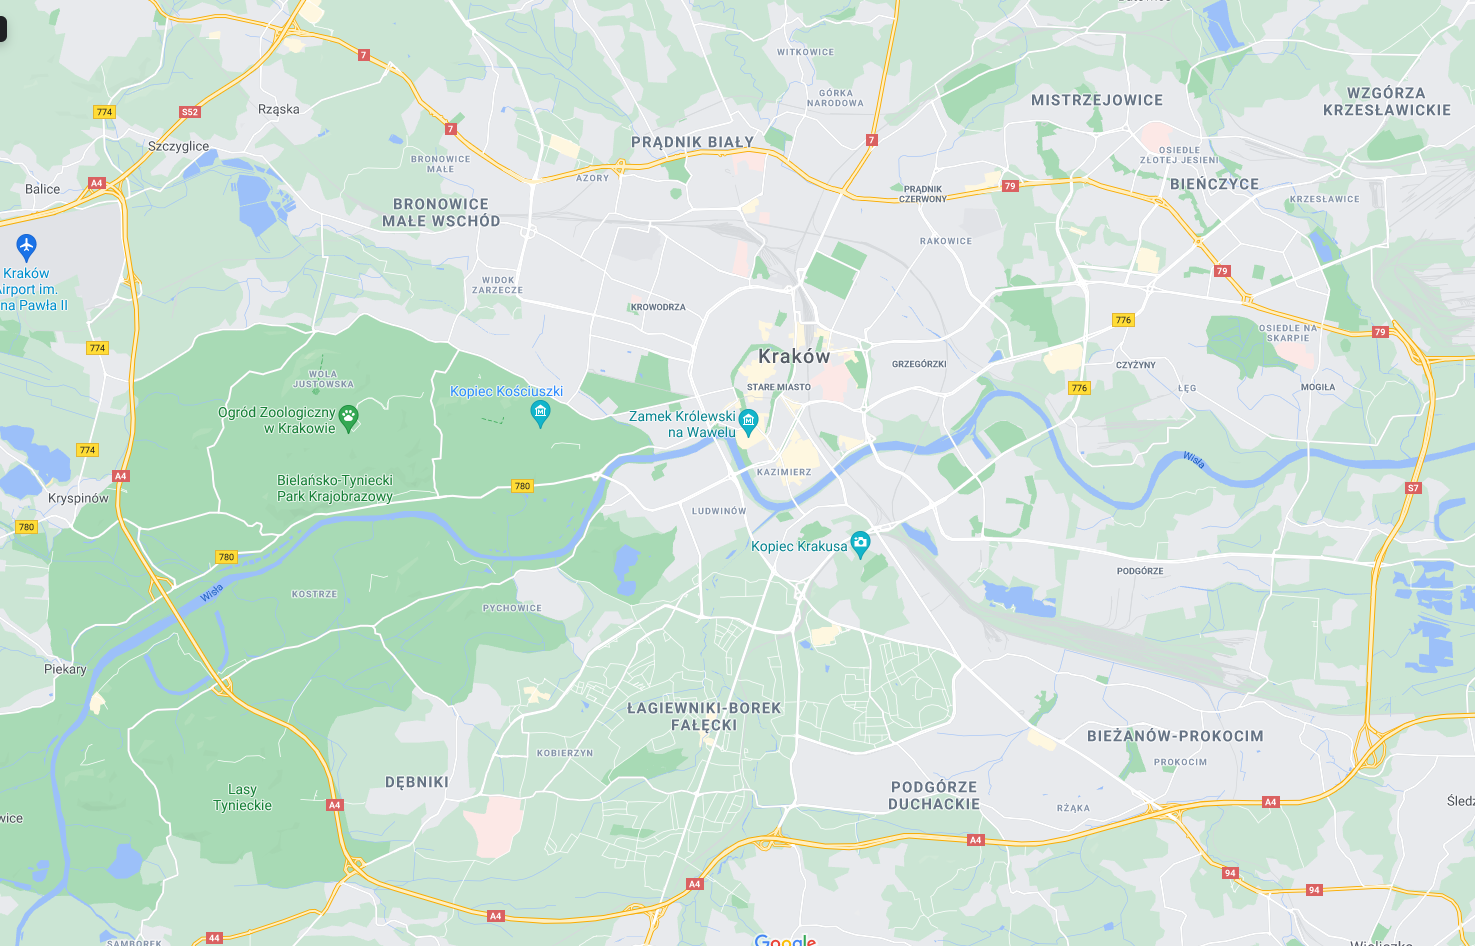 WITKOWICE
7
GÓRKA
NARODOWA
MISTRZEJOWICE
WZGÓRZA
KRZESŁAWICKIE
774
S52
Rząska
7
PRĄDNIK BIAŁY
7
Szczyglice
BRONOWICE
MAŁE
OSIEDLE
ZŁOTEJ JESIENI
AZORY
A4
Balice
PRĄDNIK
CZERWONY
79
BIEŃCZYCE
BRONOWICE
MAŁE WSCHÓD
KRZESŁAWICE
RAKOWICE
Kraków
Airport im.
na Pawła II
WIDOK
ZARZECZE
79
KROWODRZA
776
OSIEDLE NA
SKARPIE
79
774
Kraków
GRZEGÓRZKI
CZYŻYNY
WOLA
JUSTOWSKA
STARE MIASTO
776
ŁĘG
MOGIŁA
Kopiec Kościuszki
Ogród Zoologiczny
w Krakowie
Zamek Królewski
na Wawelu
774
A4
Wisła
KAZIMIERZ
Bielańsko-Tyniecki
Park Krajobrazowy
780
S7
Kryspinów
LUDWINÓW
780
Kopiec Krakusa
780
PODGÓRZE
Wisła
KOSTRZE
PYCHOWICE
Piekary
ŁAGIEWNIKI-BOREK
FAŁĘCKI
BIEŻANÓW-PROKOCIM
KOBIERZYN
PROKOCIM
DĘBNIKI
PODGÓRZE
DUCHACKIE
Lasy
Tynieckie
A4
A4
RŻĄKA
wice
A4
94
A4
94
A4
44
Google